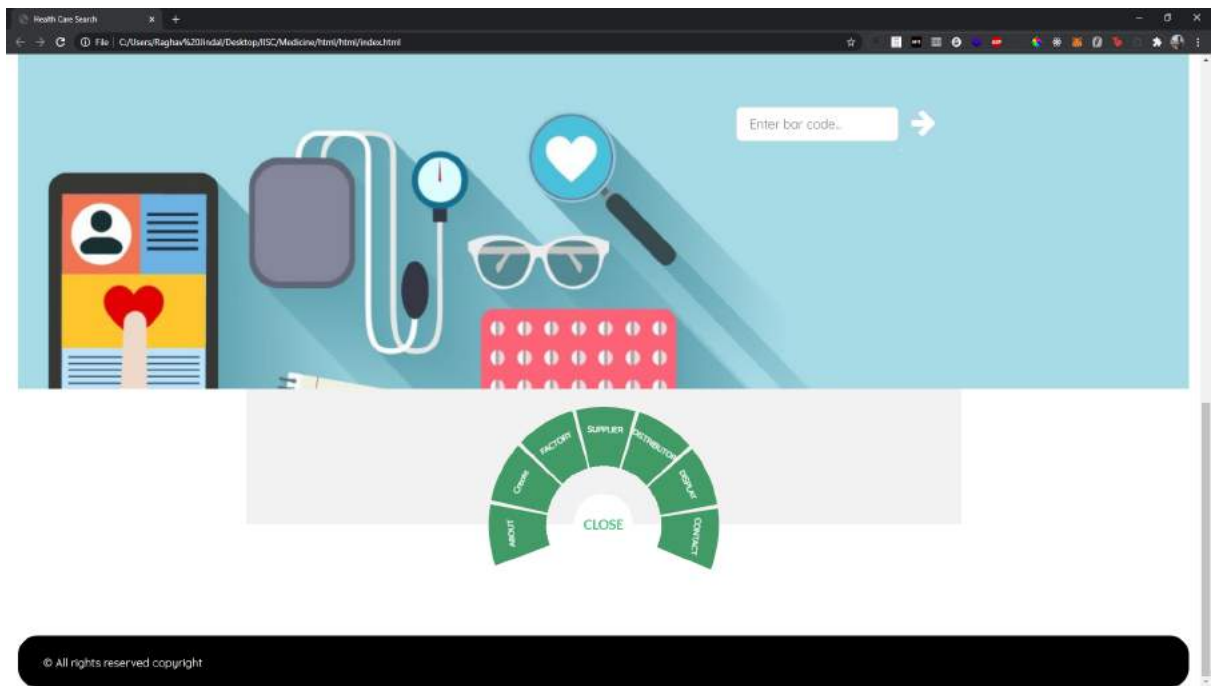 Health Care Search
File | C:/Users/Raghav%20Jindal/Desktop/IISC/Medicine/html/html/index.html
Enter bar code..
ABOUT
Create
FACTORY
SUPPLIER
DISTRIBUTOR
DISPLAY
CONTACT
CLOSE
© All rights reserved copyright